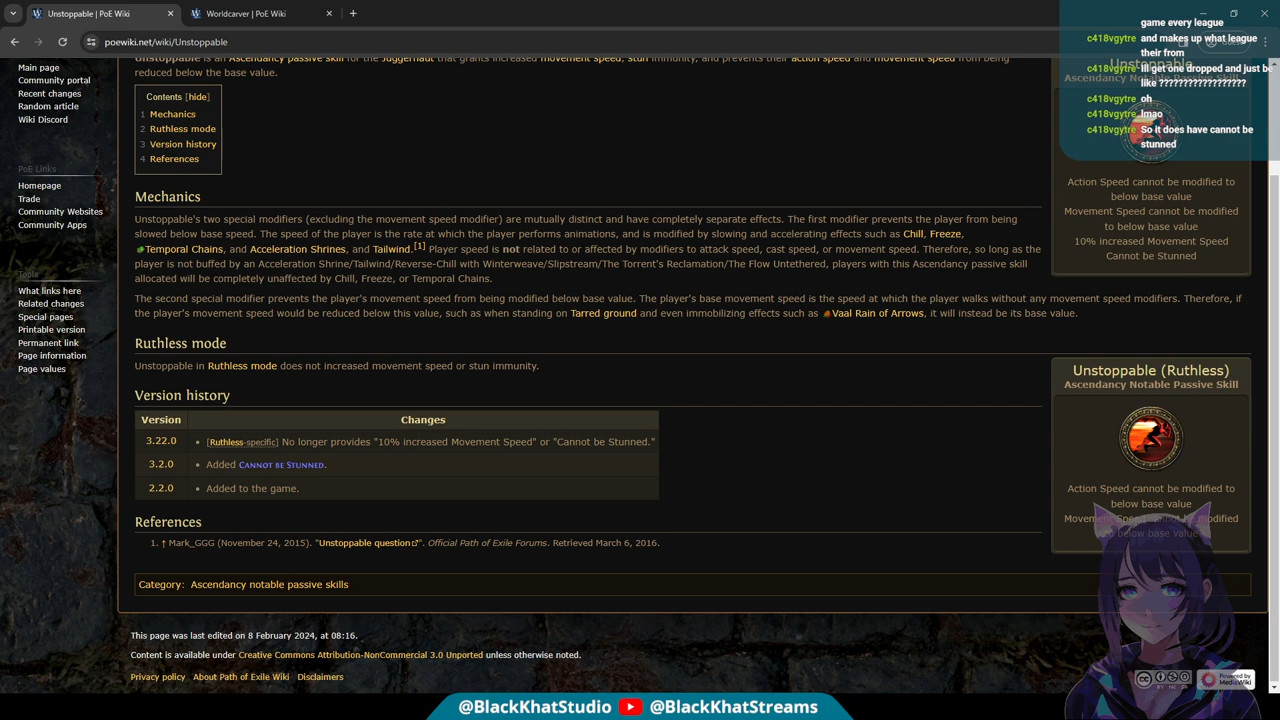 Unstoppable | PoE Wiki
Worldcarver | PoE Wiki
poewiki.net/wiki/Unstoppable
Main page
Community portal
Recent changes
Random article
Wiki Discord
PoE Links
Homepage
Trade
Community Websites
Community Apps
Tools
What links here
Related changes
Special pages
Printable version
Permanent link
Page information
Page values
Unstoppable is an Ascendancy passive skill for the Juggernaut that grants increased movement speed, stun immunity, and prevents their action speed and movement speed from being
reduced below the base value.
Contents [hide]
1 Mechanics
2 Ruthless mode
3 Version history
4 References
Mechanics
Unstoppable's two special modifiers (excluding the movement speed modifier) are mutually distinct and have completely separate effects. The first modifier prevents the player from being
slowed below base speed. The speed of the player is the rate at which the player performs animations, and is modified by slowing and accelerating effects such as Chill, Freeze,
Temporal Chains, and Acceleration Shrines, and Tailwind.[1] Player speed is not related to or affected by modifiers to attack speed, cast speed, or movement speed. Therefore, so long as the
player is not buffed by an Acceleration Shrine/Tailwind/Reverse-Chill with Winterweave/Slipstream/The Torrent's Reclamation/The Flow Untethered, players with this Ascendancy passive skill
allocated will be completely unaffected by Chill, Freeze, or Temporal Chains.
The second special modifier prevents the player's movement speed from being modified below base value. The player's base movement speed is the speed at which the player walks without any movement speed modifiers. Therefore, if
the player's movement speed would be reduced below this value, such as when standing on Tarred ground and even immobilizing effects such as Vaal Rain of Arrows, it will instead be its base value.
Ruthless mode
Unstoppable in Ruthless mode does not increased movement speed or stun immunity.
Version history
Version Changes
3.22.0 • [Ruthless-specific] No longer provides "10% increased Movement Speed" or "Cannot be Stunned."
3.2.0 • Added CANNOT BE STUNNED.
2.2.0 • Added to the game.
References
1. ↑ Mark_GGG (November 24, 2015). "Unstoppable question". Official Path of Exile Forums. Retrieved March 6, 2016.
Category: Ascendancy notable passive skills
This page was last edited on 8 February 2024, at 08:16.
Content is available under Creative Commons Attribution-NonCommercial 3.0 Unported unless otherwise noted.
Privacy policy About Path of Exile Wiki Disclaimers
game every league
c418vgytre and makes up what league
their from
c418vgytre Ill get one dropped and just be
like ??????????????????
c418vgytre oh
c418vgytre lmao
c418vgytre So it does have cannot be
stunned
Unstoppable
Ascendancy Notable Passive Skill
Action Speed cannot be modified to
below base value
Movement Speed cannot be modified
to below base value
10% increased Movement Speed
Cannot be Stunned
Unstoppable (Ruthless)
Ascendancy Notable Passive Skill
Action Speed cannot be modified to
below base value
Movement Speed cannot be modified
to below base value
Powered by
MediaWiki
@BlackHatStudio @BlackHatStreams